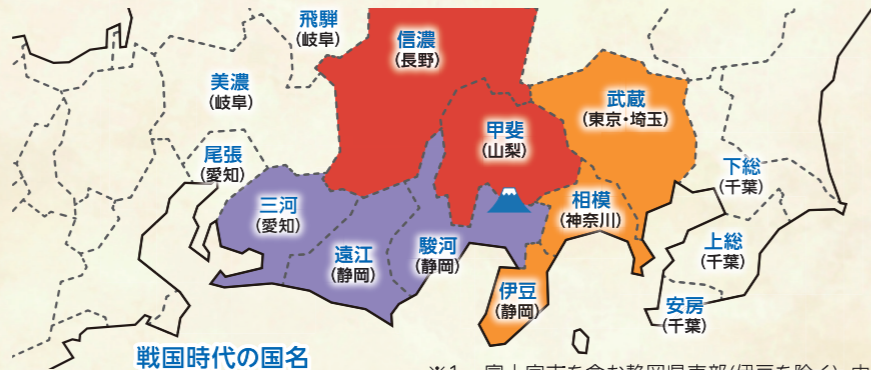 飛騨
(岐阜)
信濃
(長野)
美濃
(岐阜)
武蔵
(東京・埼玉)
甲斐
(山梨)
尾張
(愛知)
下総
(千葉)
三河
(愛知)
相模
(神奈川)
遠江
(静岡)
駿河
(静岡)
上総
(千葉)
伊豆
(静岡)
安房
(千葉)
戦国時代の国名
※1